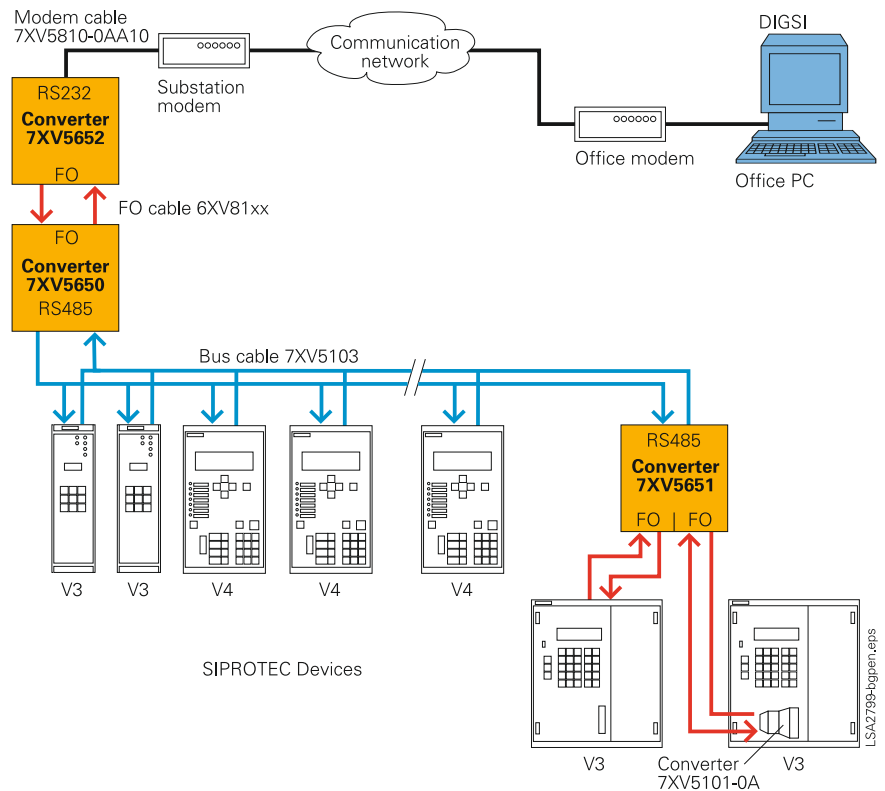 Modem cable
7XV5810-0AA10
Substation
modem
Communication
network
DIGSI
Office modem
Office PC
RS232
Converter
7XV5652
FO
FO cable 6XV81xx
FO
Converter
7XV5650
RS485
Bus cable 7XV5103
V3
V3
V4
V4
V4
RS485
Converter
7XV5651
FO | FO
SIPROTEC Devices
V3
Converter
7XV5101-0A
V3
LSA2799-bgpen.eps